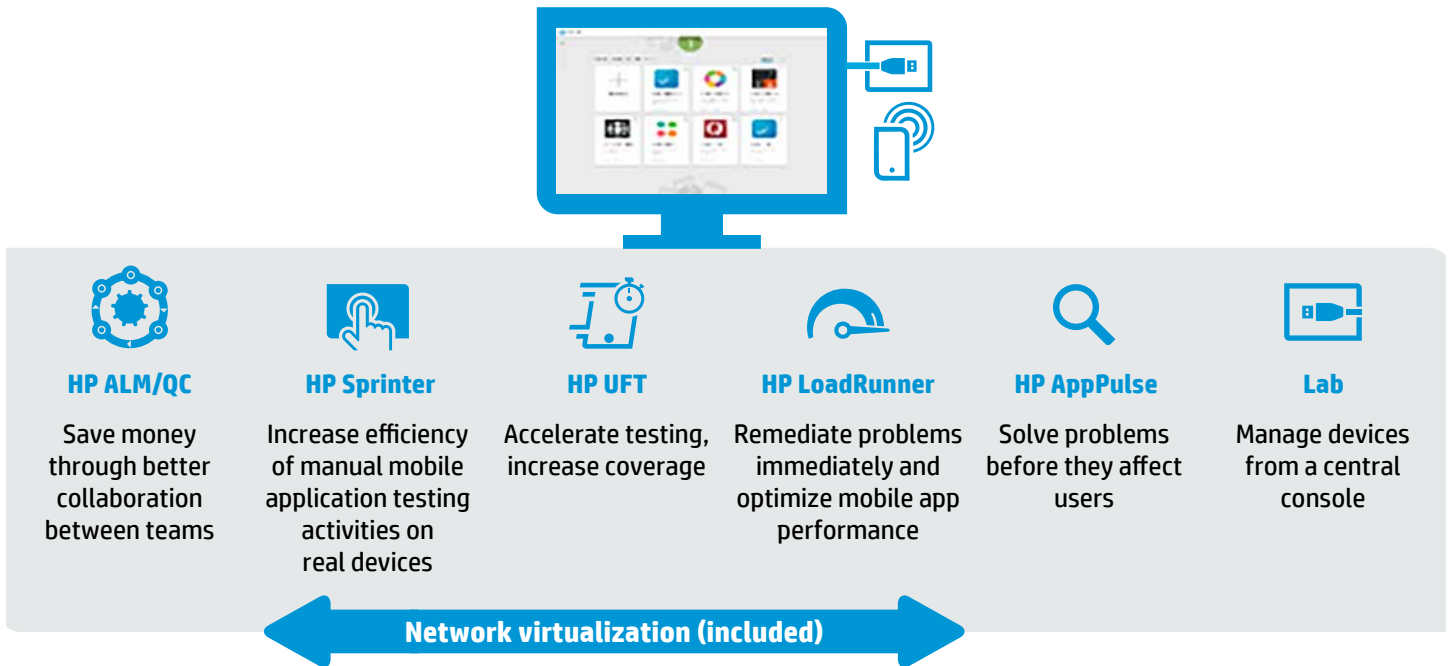 HP ALM/QC
Save money
through better
collaboration
between teams
HP Sprinter
Increase efficiency
of manual mobile
application testing
activities on
real devices
HP UFT
Accelerate testing,
increase coverage
HP LoadRunner
Remediate problems
immediately and
optimize mobile app
performance
HP AppPulse
Solve problems
before they affect
users
Lab
Manage devices
from a central
console
Network virtualization (included)